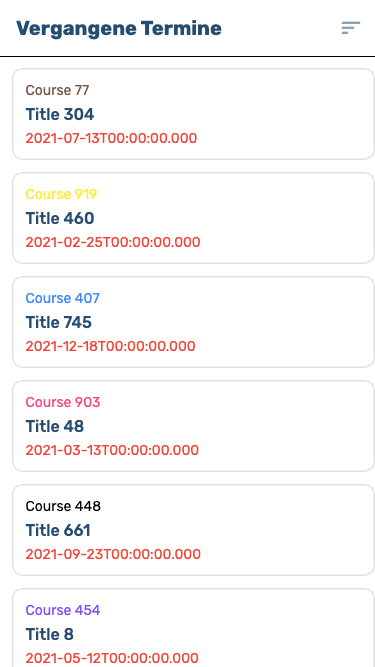 Vergangene Termine
Course 77
Title 304
2021-07-13T00:00:00.000
Course 919
Title 460
2021-02-25T00:00:00.000
Course 407
Title 745
2021-12-18T00:00:00.000
Course 903
Title 48
2021-03-13T00:00:00.000
Course 448
Title 661
2021-09-23T00:00:00.000
Course 454
Title 8
2021-05-12T00:00:00.000